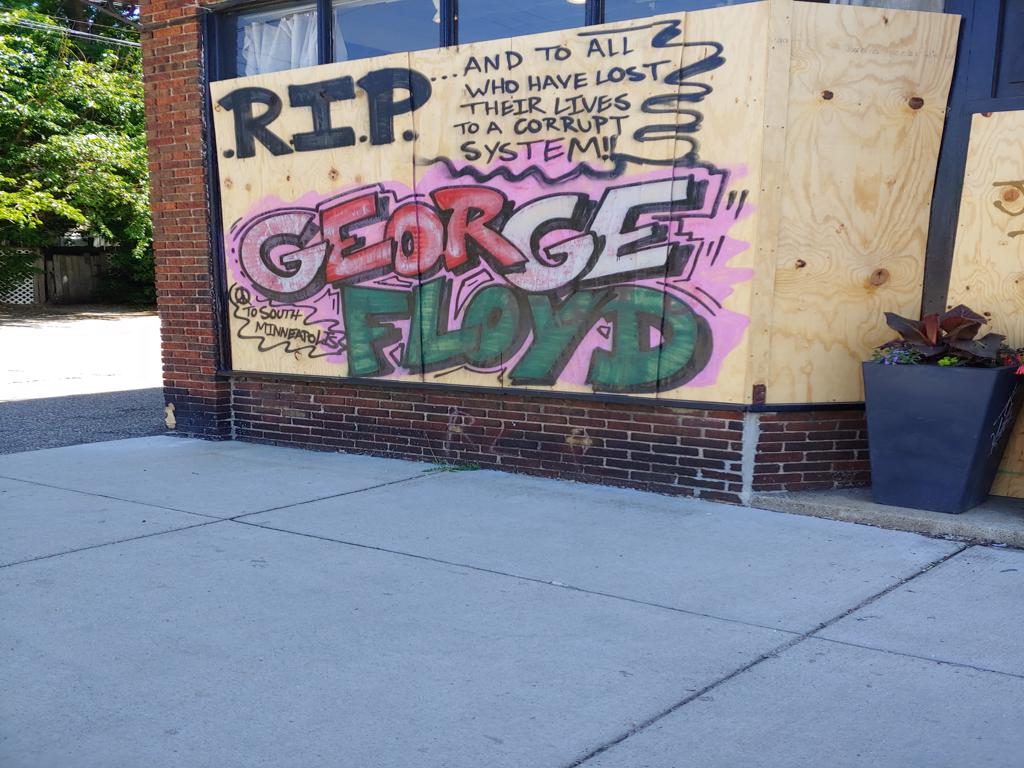 .R.I.P. ...AND TO ALL
WHO HAVE LOST
THEIR LIVES
TO A CORRUPT
SYSTEM!!
GEORGE
FLOYD
TO SOUTH
MINNEAPOLIS